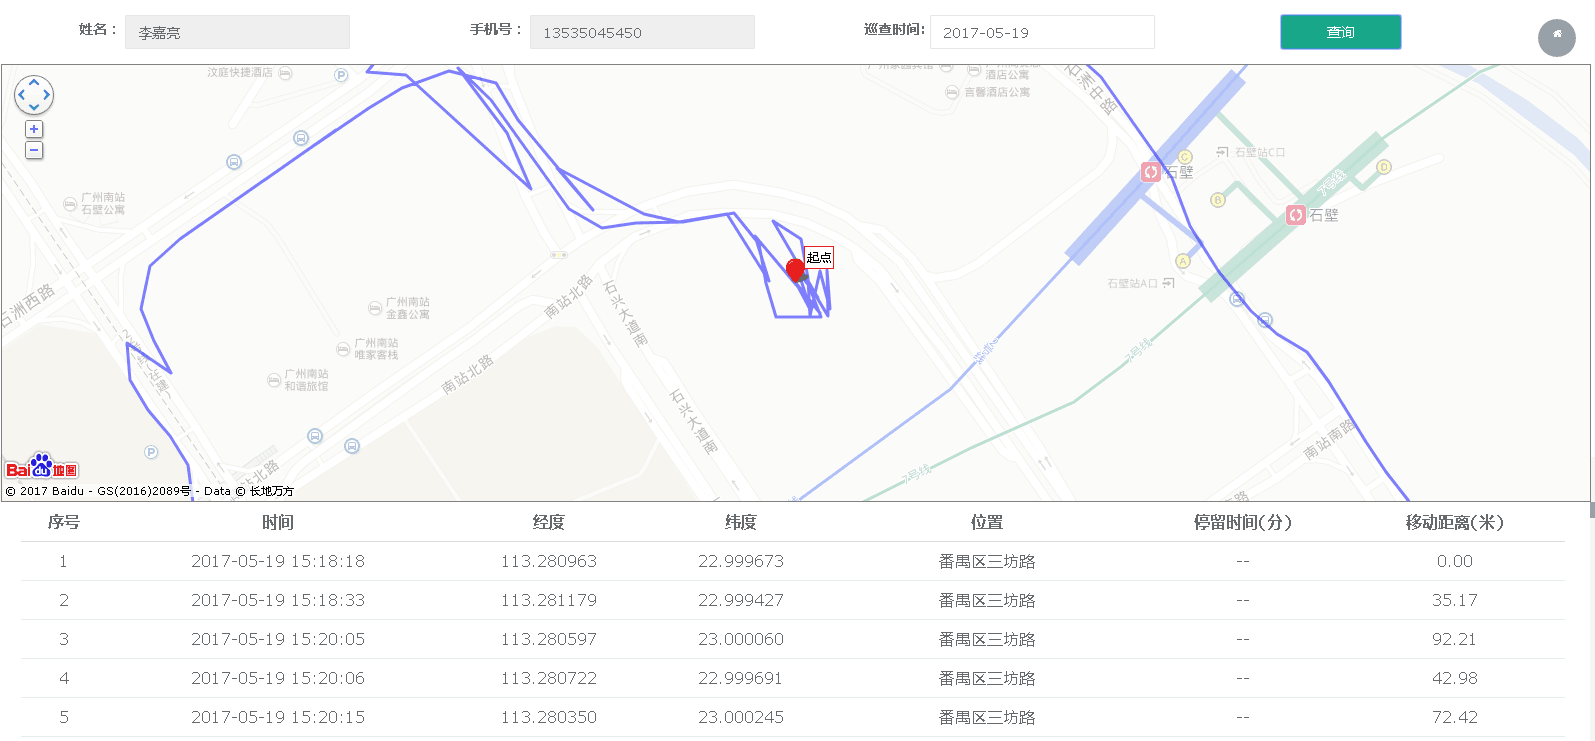 姓名： 李嘉亮 手机号： 13535045450 巡查时间: 2017-05-19 查询
汶庭快捷酒店
P
酒店公寓
言馨酒店公寓
石洲中路
石壁站C口
C
石壁
D
7号线
B
石壁
广州南站
石壁公寓
起点
A
石壁站A口
南站北路
石兴大道南
石洲西路
广州南站
金鑫公寓
广州南站
唯家客栈
7号线
广州南站
和谐旅馆
南站北路
石兴大道南
南站南路
P
南站北路
7号线
Bai du 地图
© 2017 Baidu - GS(2016)2089号 - Data © 长地万方
序号 时间 经度 纬度 位置 停留时间(分) 移动距离(米)
1 2017-05-19 15:18:18 113.280963 22.999673 番禺区三坊路 -- 0.00
2 2017-05-19 15:18:33 113.281179 22.999427 番禺区三坊路 -- 35.17
3 2017-05-19 15:20:05 113.280597 23.000060 番禺区三坊路 -- 92.21
4 2017-05-19 15:20:06 113.280722 22.999691 番禺区三坊路 -- 42.98
5 2017-05-19 15:20:15 113.280350 23.000245 番禺区三坊路 -- 72.42